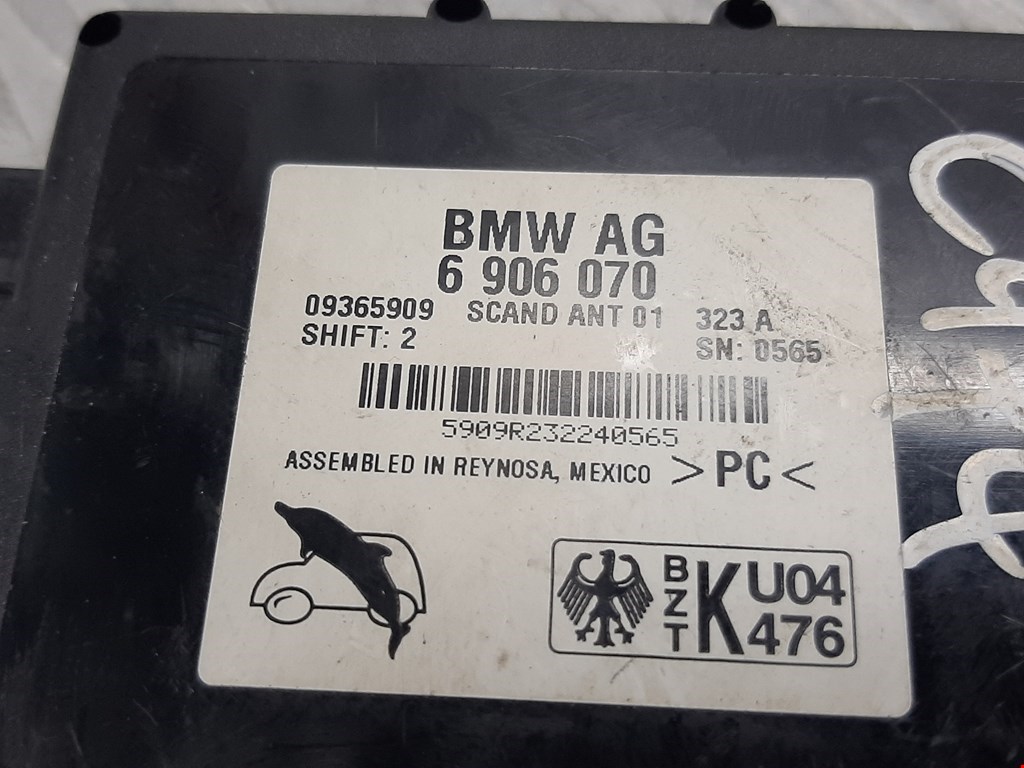 BMW AG
6 906 070
09365909 SCAND ANT 01 323 A
SHIFT: 2 SN: 0565
5909R232240565
ASSEMBLED IN REYNOSA, MEXICO >PC<
BZT K U04
476